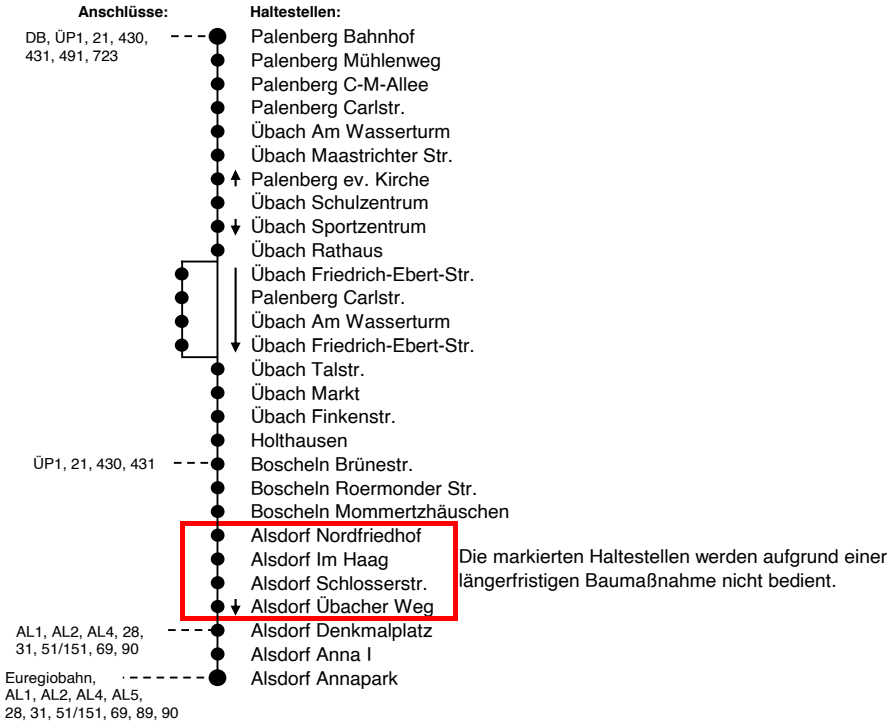 Anschlüsse: Haltestellen:
DB, ÜP1, 21, 430,
431, 491, 723
Palenberg Bahnhof
Palenberg Mühlenweg
Palenberg C-M-Allee
Palenberg Carlstr.
Übach Am Wasserturm
Übach Maastrichter Str.
Palenberg ev. Kirche
Übach Schulzentrum
Übach Sportzentrum
Übach Rathaus
Übach Friedrich-Ebert-Str.
Palenberg Carlstr.
Übach Am Wasserturm
Übach Friedrich-Ebert-Str.
Übach Talstr.
Übach Markt
Übach Finkenstr.
Holthausen
ÜP1, 21, 430, 431
Boscheln Brünestr.
Boscheln Roermonder Str.
Boscheln Mommertzhäuschen
Alsdorf Nordfriedhof
Alsdorf Im Haag
Alsdorf Schlosserstr.
Alsdorf Übacher Weg
Die markierten Haltestellen werden aufgrund einer
längerfristigen Baumaßnahme nicht bedient.
AL1, AL2, AL4, 28,
31, 51/151, 69, 90
Alsdorf Denkmalplatz
Alsdorf Anna I
Alsdorf Annapark
Euregiobahn,
AL1, AL2, AL4, AL5,
28, 31, 51/151, 69, 89, 90